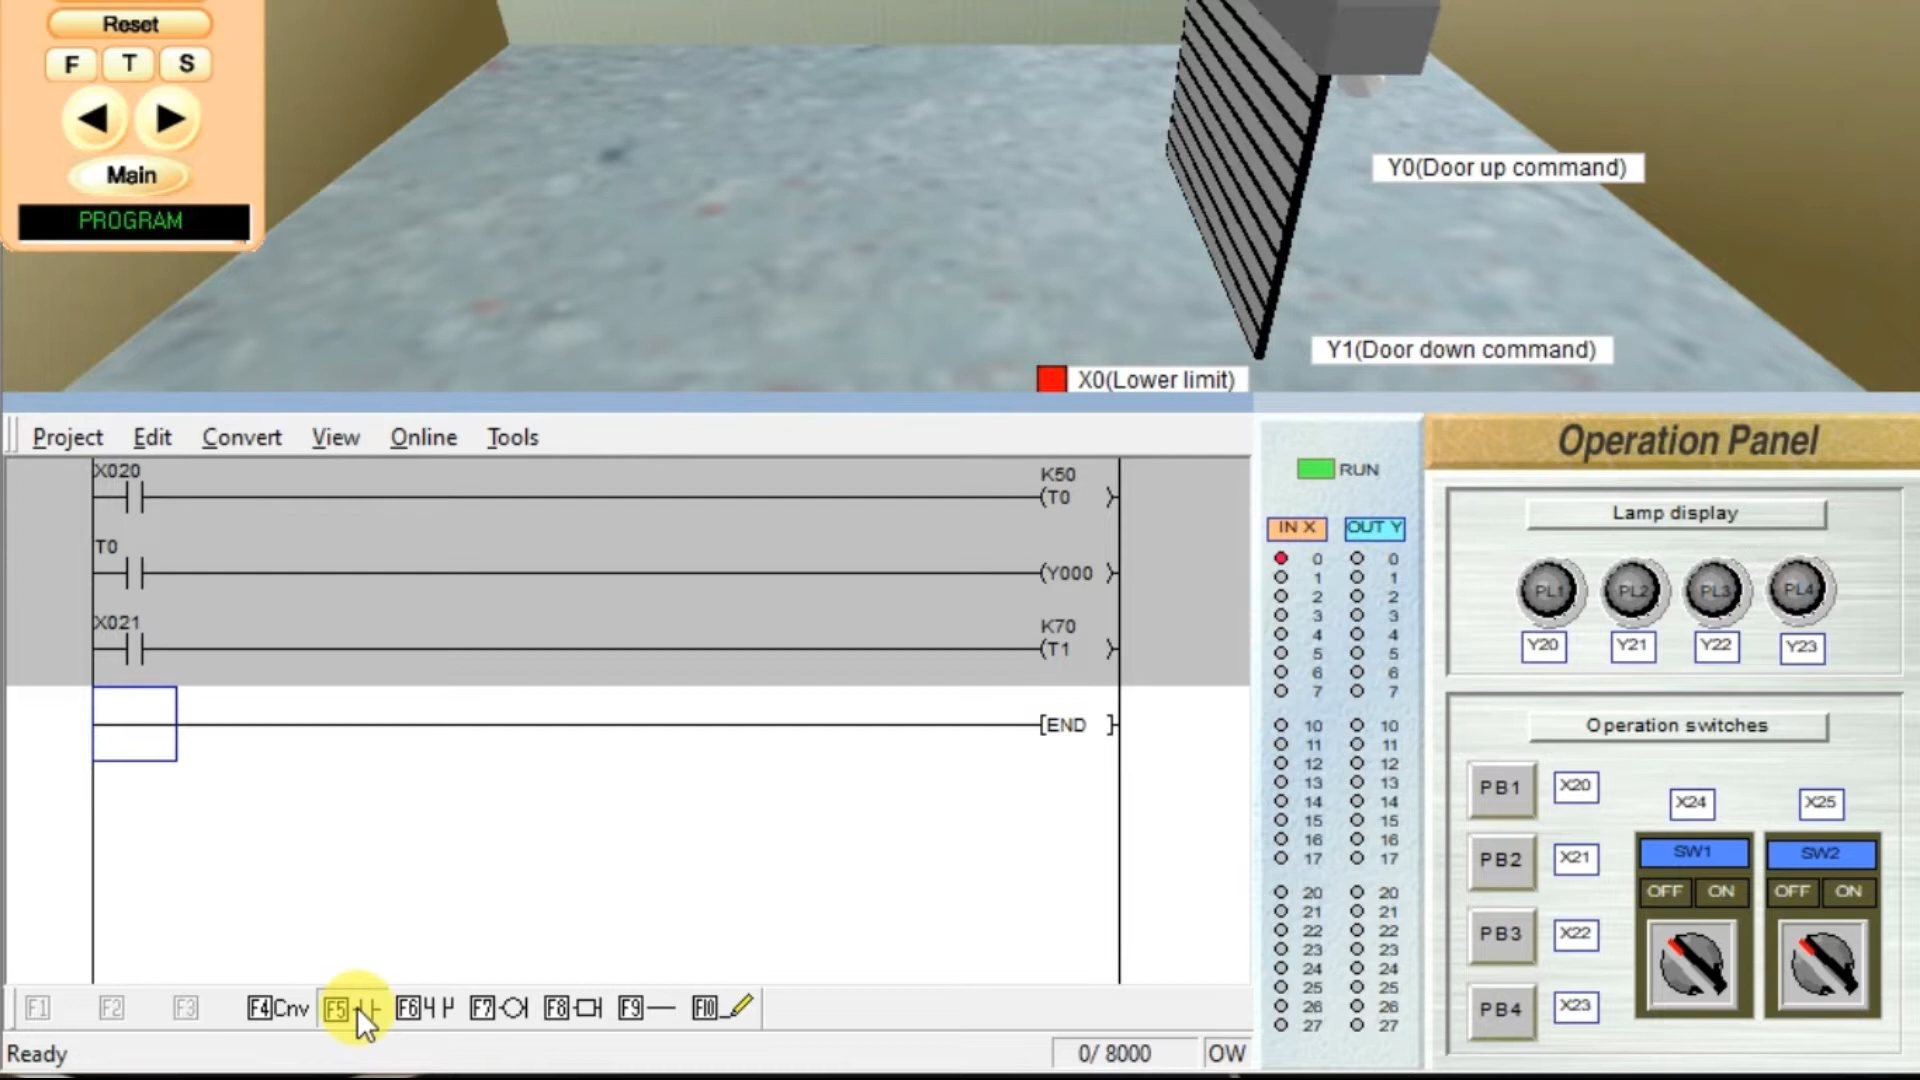 Reset
F T S
Main
PROGRAM
Y0(Door up command)
Y1(Door down command)
X0(Lower limit)
Project Edit Convert View Online Tools
X020 K50
(T0 )
T0
(Y000 )
X021 K70
(T1 )
[END ]
F1 F2 F3 F4 Cnv F5 F6 F7 F8 F9 F10
Ready 0/ 8000 OW
RUN
IN X OUT Y
0 0
1 1
2 2
3 3
4 4
5 5
6 6
7 7
10 10
11 11
12 12
13 13
14 14
15 15
16 16
17 17
20 20
21 21
22 22
23 23
24 24
25 25
26 26
27 27
Operation Panel
Lamp display
PL1 PL2 PL3 PL4
Y20 Y21 Y22 Y23
Operation switches
PB1 X20
PB2 X21
PB3 X22
PB4 X23
X24 X25
SW1 SW2
OFF ON OFF ON